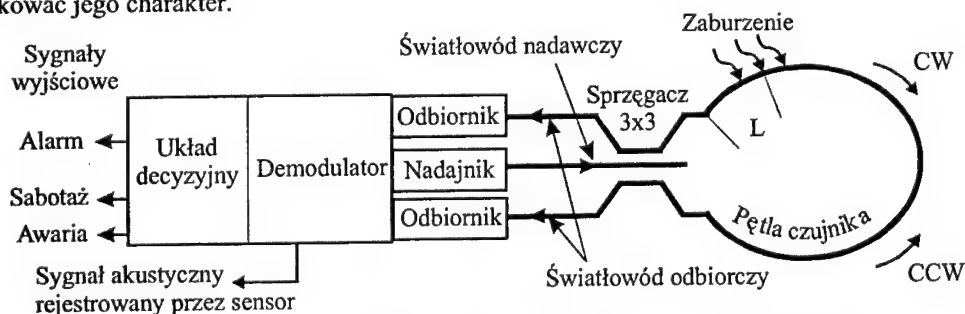 kować jego charakter.
Sygnały
wyjściowe
Alarm
Sabotaż
Awaria
Układ
decyzyjny
Demodulator
Odbiornik
Nadajnik
Odbiornik
Sygnał akustyczny
rejestrowany przez sensor
Światłowód nadawczy
Sprzęgacz
3x3
Światłowód odbiorczy
Zaburzenie
L
CW
Pętla czujnika
CCW